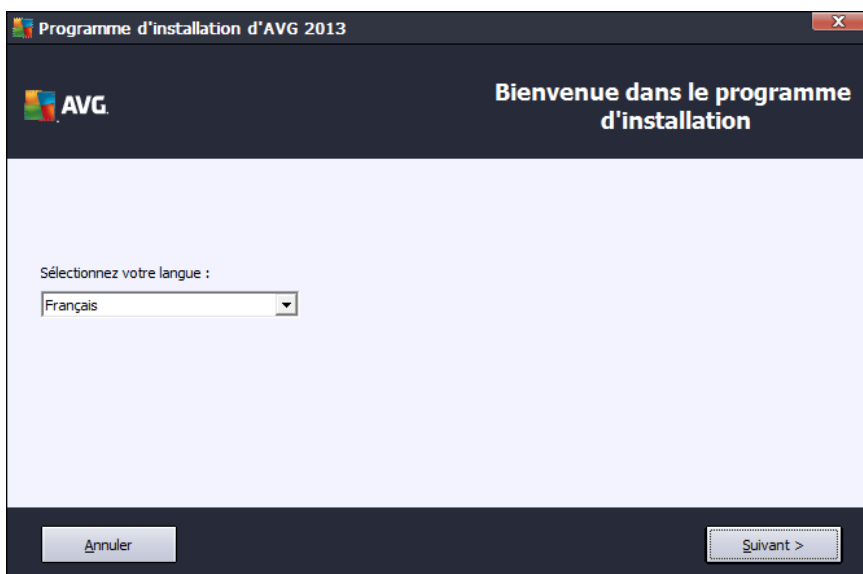 Programme d'installation d'AVG 2013
X
AVG.
Bienvenue dans le programme
d'installation
Sélectionnez votre langue :
Français
Annuler
Suivant >